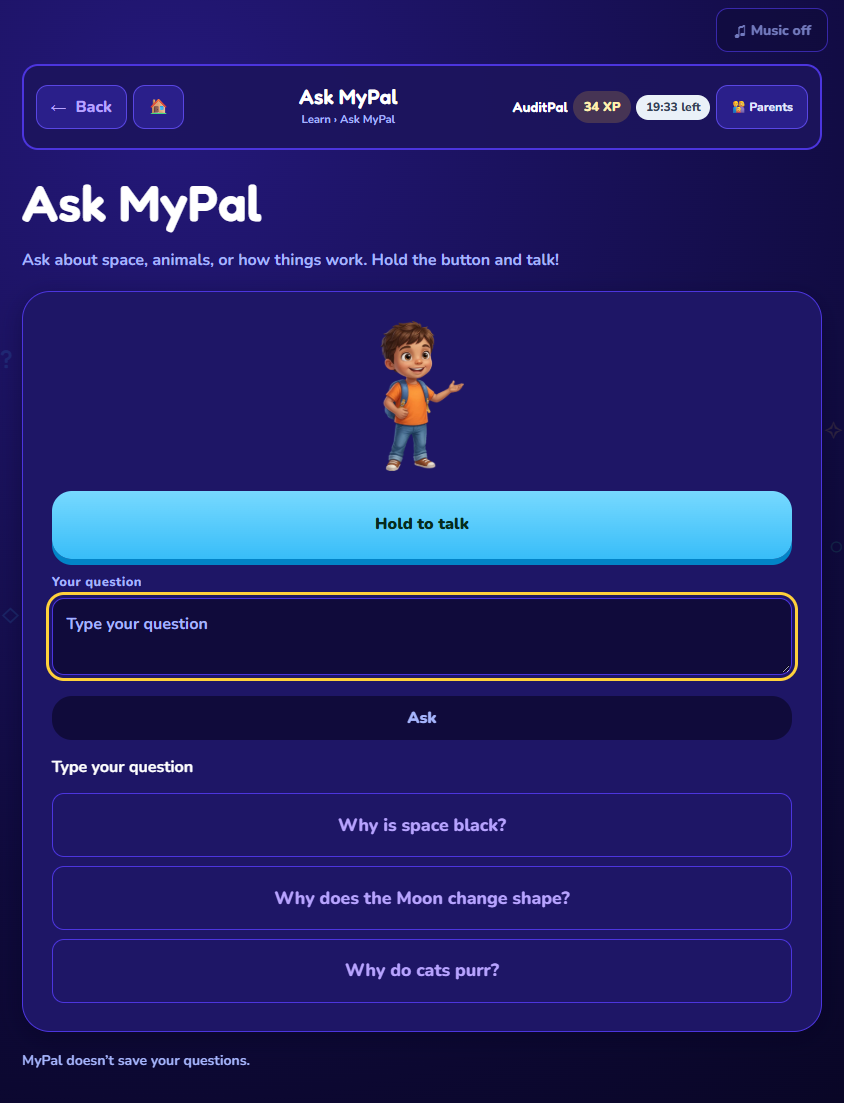 ♫ Music off
← Back
Ask MyPal
Learn › Ask MyPal
AuditPal
34 XP
19:33 left
Parents
Ask MyPal
Ask about space, animals, or how things work. Hold the button and talk!
Hold to talk
Your question
Type your question
Ask
Type your question
Why is space black?
Why does the Moon change shape?
Why do cats purr?
MyPal doesn't save your questions.